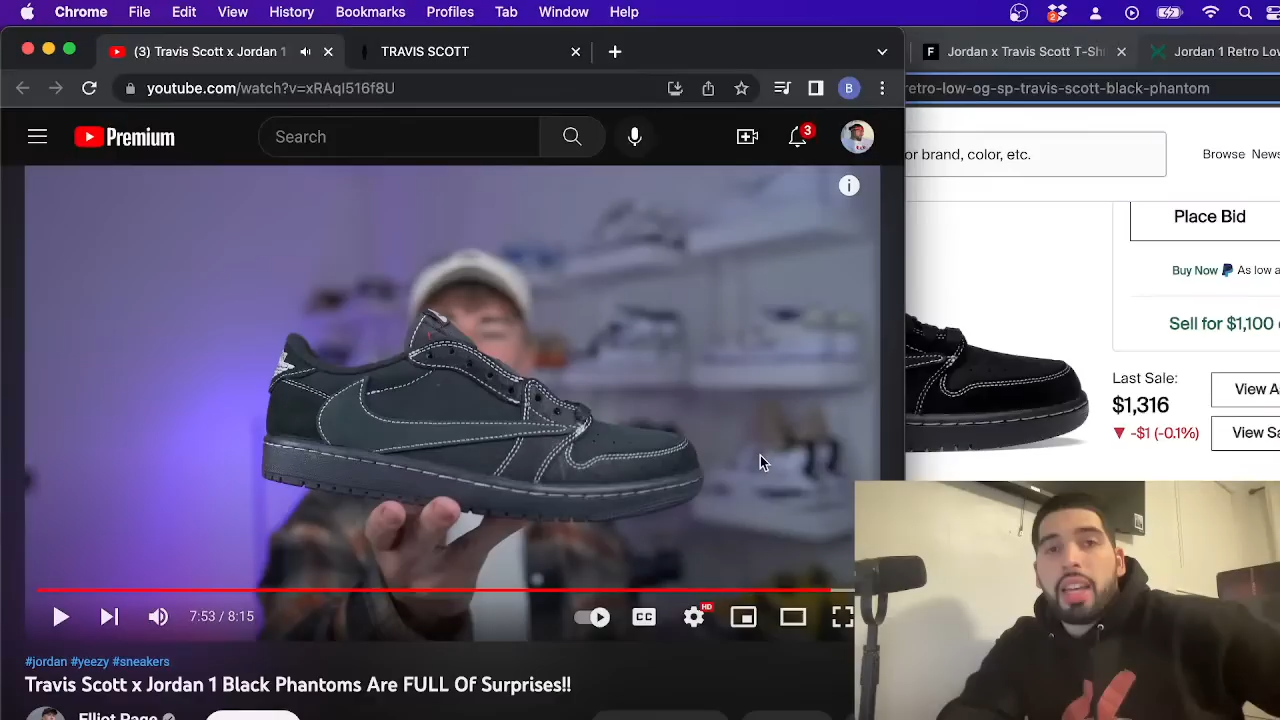 Chrome File Edit View History Bookmarks Profiles Tab Window Help
2
(3) Travis Scott x Jordan 1
TRAVIS SCOTT
F Jordan x Travis Scott T-Shi
Jordan 1 Retro Lo
youtube.com/watch?v=xRAqI516f8U
B
retro-low-og-sp-travis-scott-black-phantom
Premium
Search
3
or brand, color, etc.
Browse News
i
Place Bid
Buy Now P As low a
Sell for $1,100
Last Sale:
$1,316
▼ -$1 (-0.1%)
View A
View Sa
7:53 / 8:15
CC
HD
#jordan #yeezy #sneakers
Travis Scott x Jordan 1 Black Phantoms Are FULL Of Surprises!!
Elliot Page